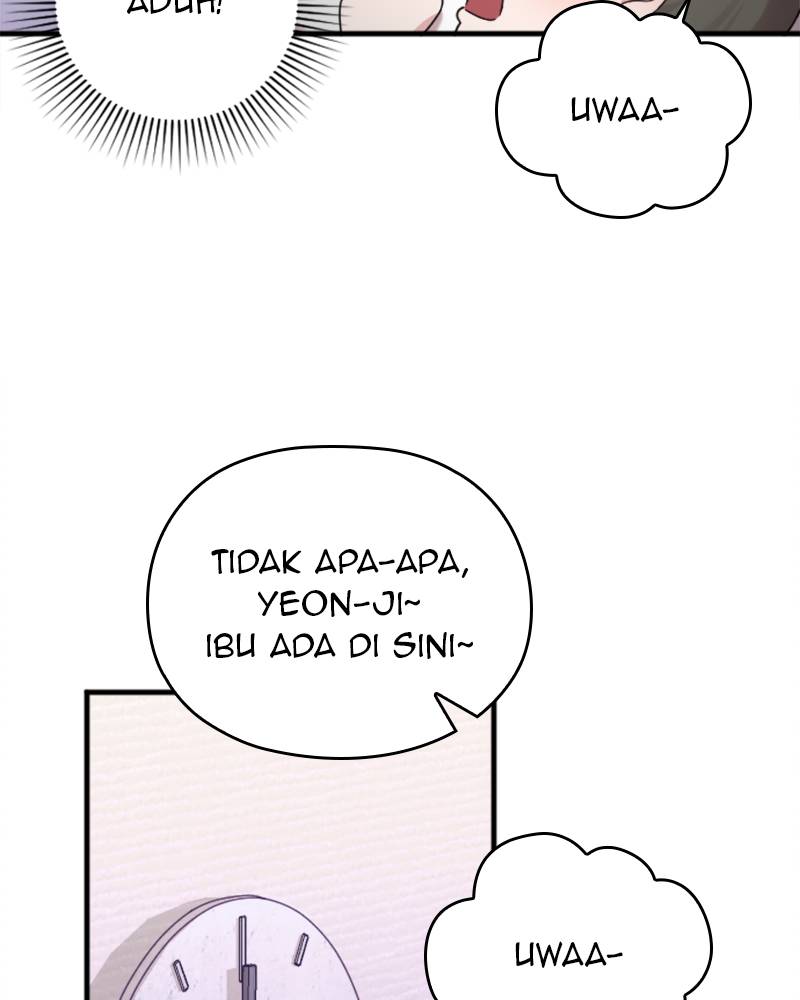 ADUH!
UWAA-
TIDAK APA-APA,
YEON-JI~
IBU ADA DI SINI~
UWAA-